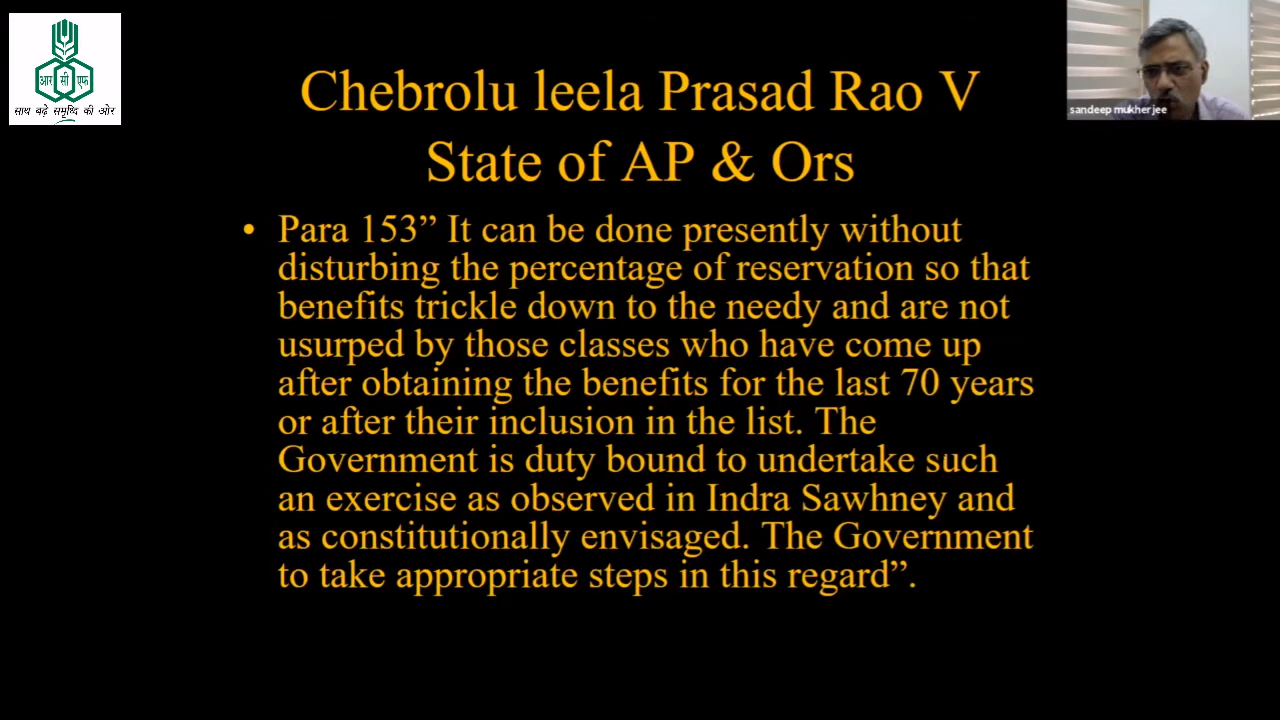 आर सी एफ
साथ बढ़े समृध्दि की ओर
sandeep mukherjee
Chebrolu leela Prasad Rao V
State of AP & Ors
• Para 153” It can be done presently without
disturbing the percentage of reservation so that
benefits trickle down to the needy and are not
usurped by those classes who have come up
after obtaining the benefits for the last 70 years
or after their inclusion in the list. The
Government is duty bound to undertake such
an exercise as observed in Indra Sawhney and
as constitutionally envisaged. The Government
to take appropriate steps in this regard”.